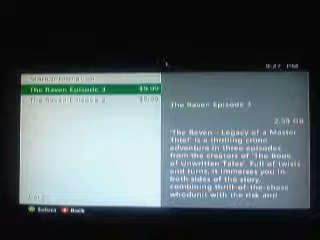 9:27 PM
The Raven Episode 3 $9.99
The Raven Episode 2 $9.99
The Raven Episode 3
2.59 GB
'The Raven - Legacy of a Master
Thief' is a thrilling crime
adventure in three episodes
from the creators of 'The Book
of Unwritten Tales'. Full of twists
and turns, it immerses you in
both sides of the story,
combining thrill-of-the-chase
whodunit with the risk and
Select Back